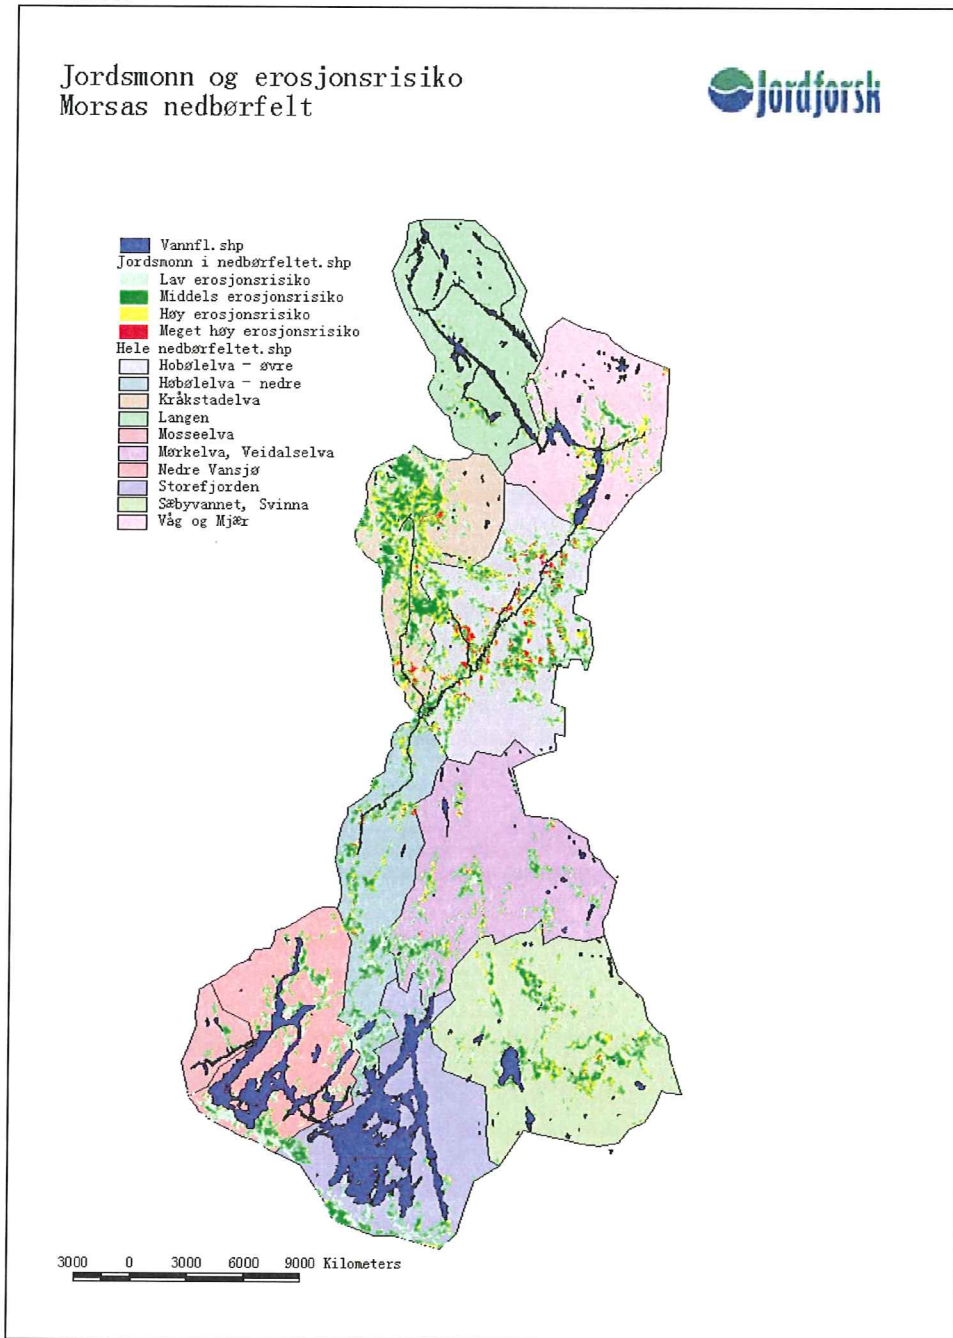 Jordsmonn og erosjonsrisiko
Morsas nedbørfelt
Jordforsk
Vannfl.shp
Jordsmonn i nedbørfeltet.shp
Lav erosjonsrisiko
Middels erosjonsrisiko
Høy erosjonsrisiko
Meget høy erosjonsrisiko
Hele nedbørfeltet.shp
Hobølelva - øvre
Høbølelva - nedre
Kråkstadelva
Langen
Mosseelva
Mørkelva, Veidalselva
Nedre Vansjø
Storefjorden
Sæbyvannet, Svinna
Våg og Mjær
3000 0 3000 6000 9000 Kilometers